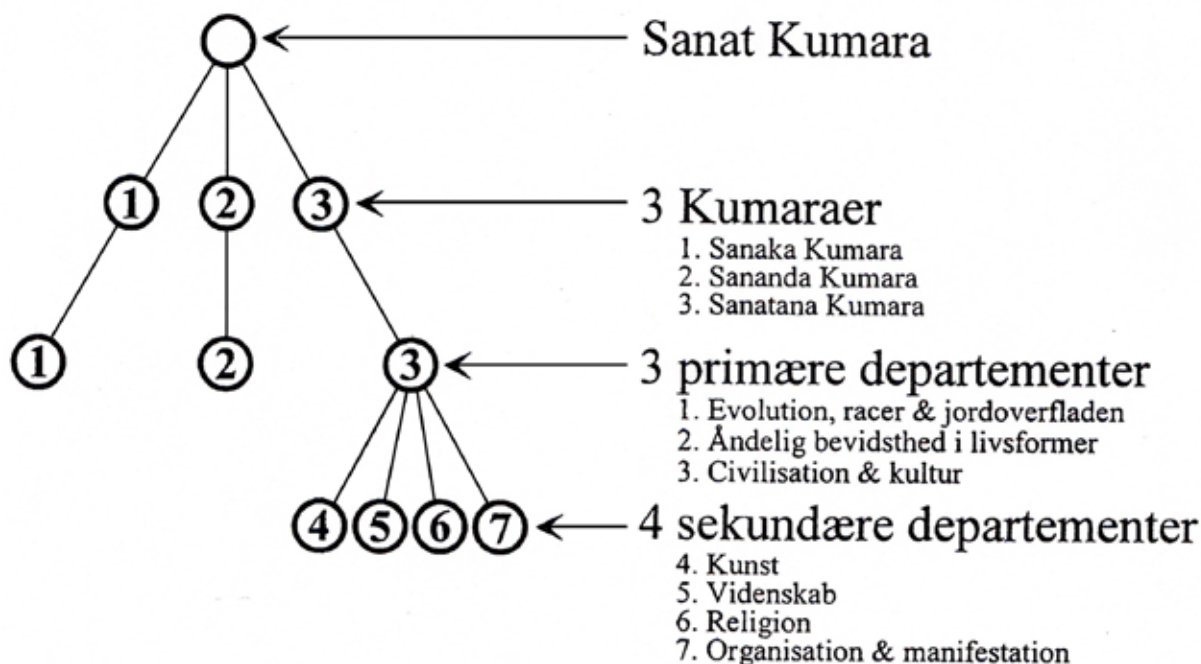 Sanat Kumara
1 2 3
3 Kumaraer
1. Sanaka Kumara
2. Sananda Kumara
3. Sanatana Kumara
1 2 3
3 primære departementer
1. Evolution, racer & jordoverfladen
2. Åndelig bevidsthed i livsformer
3. Civilisation & kultur
4 5 6 7
4 sekundære departementer
4. Kunst
5. Videnskab
6. Religion
7. Organisation & manifestation